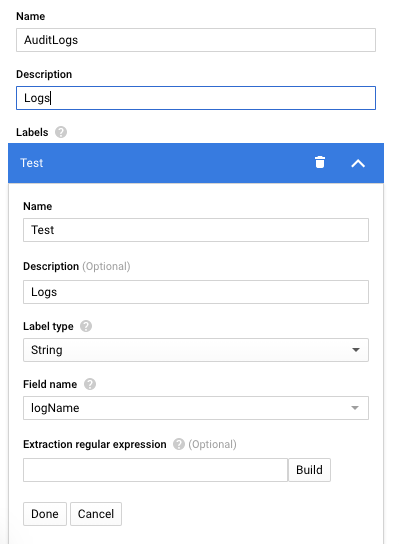 Name
AuditLogs
Description
Logs
Labels ?
Test
Name
Test
Description (Optional)
Logs
Label type ?
String
Field name ?
logName
Extraction regular expression ? (Optional)
Build
Done Cancel